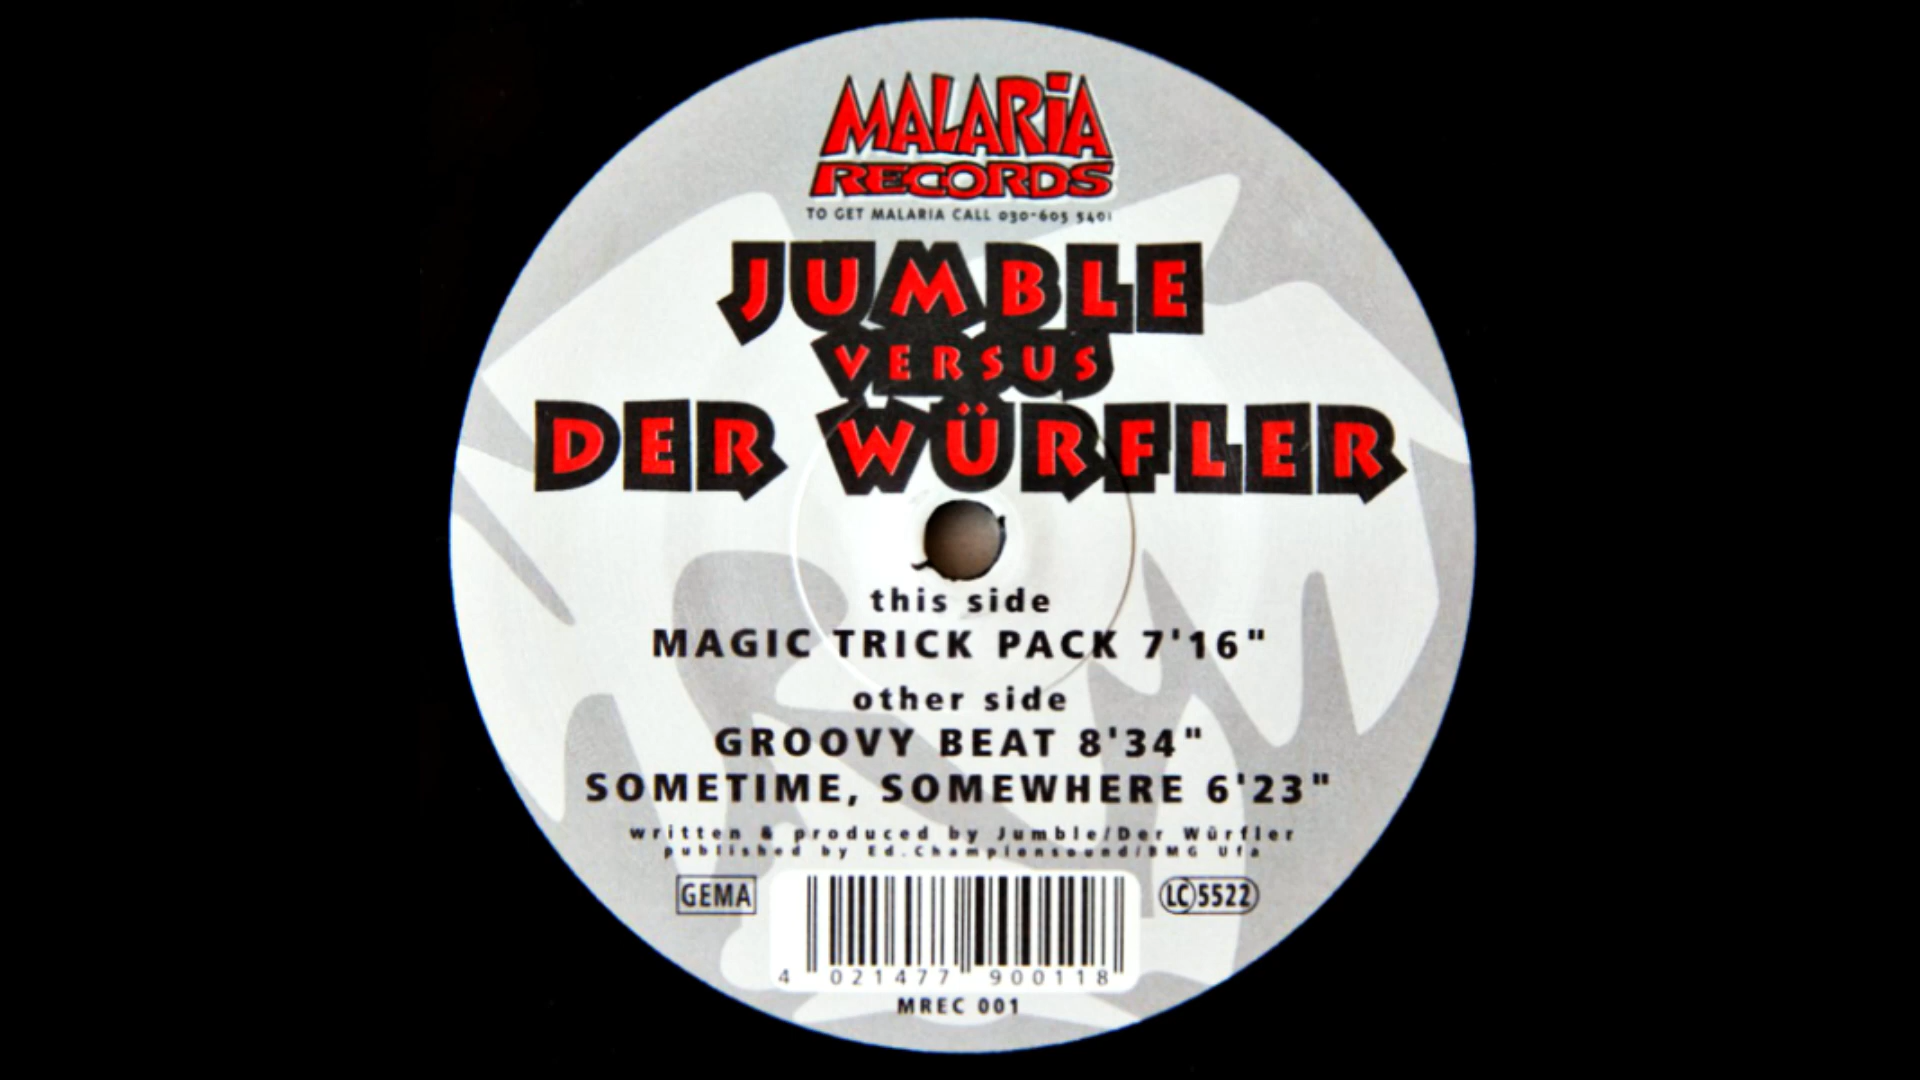 MALARiA
RECORDS
TO GET MALARIA CALL 030-605 5401
JUMBLE
VERSUS
DER WÜRFLER
this side
MAGIC TRICK PACK 7'16"
other side
GROOVY BEAT 8'34"
SOMETIME, SOMEWHERE 6'23"
written & produced by Jumble/Der Würfler
published by Ed.Championsound/BMG Ufa
GEMA
LC 5522
4 021477 900118
MREC 001